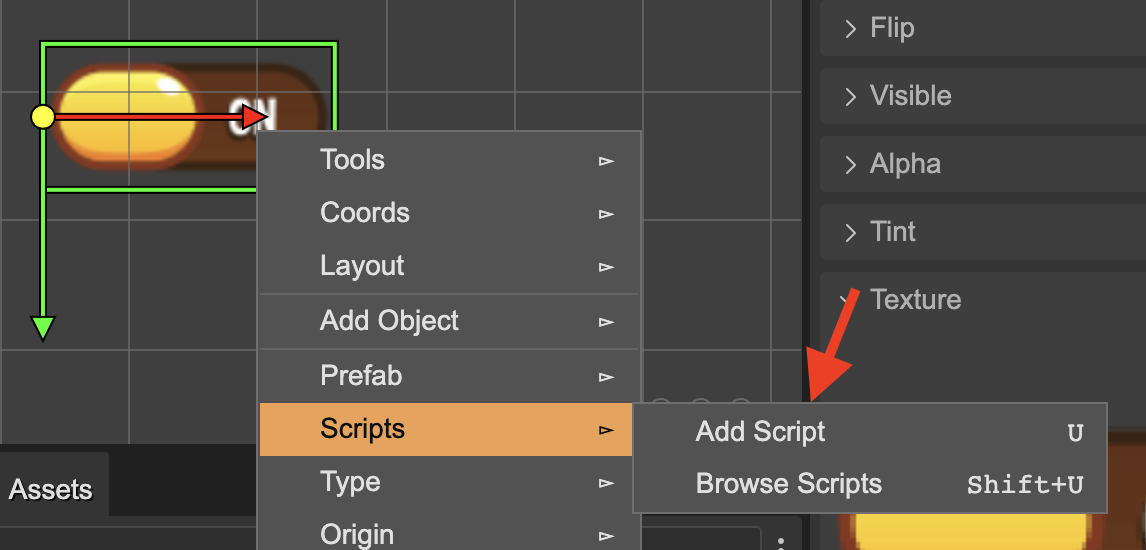 ON
Tools
Coords
Layout
Add Object
Prefab
Scripts
Type
Origin
Add Script U
Browse Scripts Shift+U
Flip
Visible
Alpha
Tint
Texture
Assets